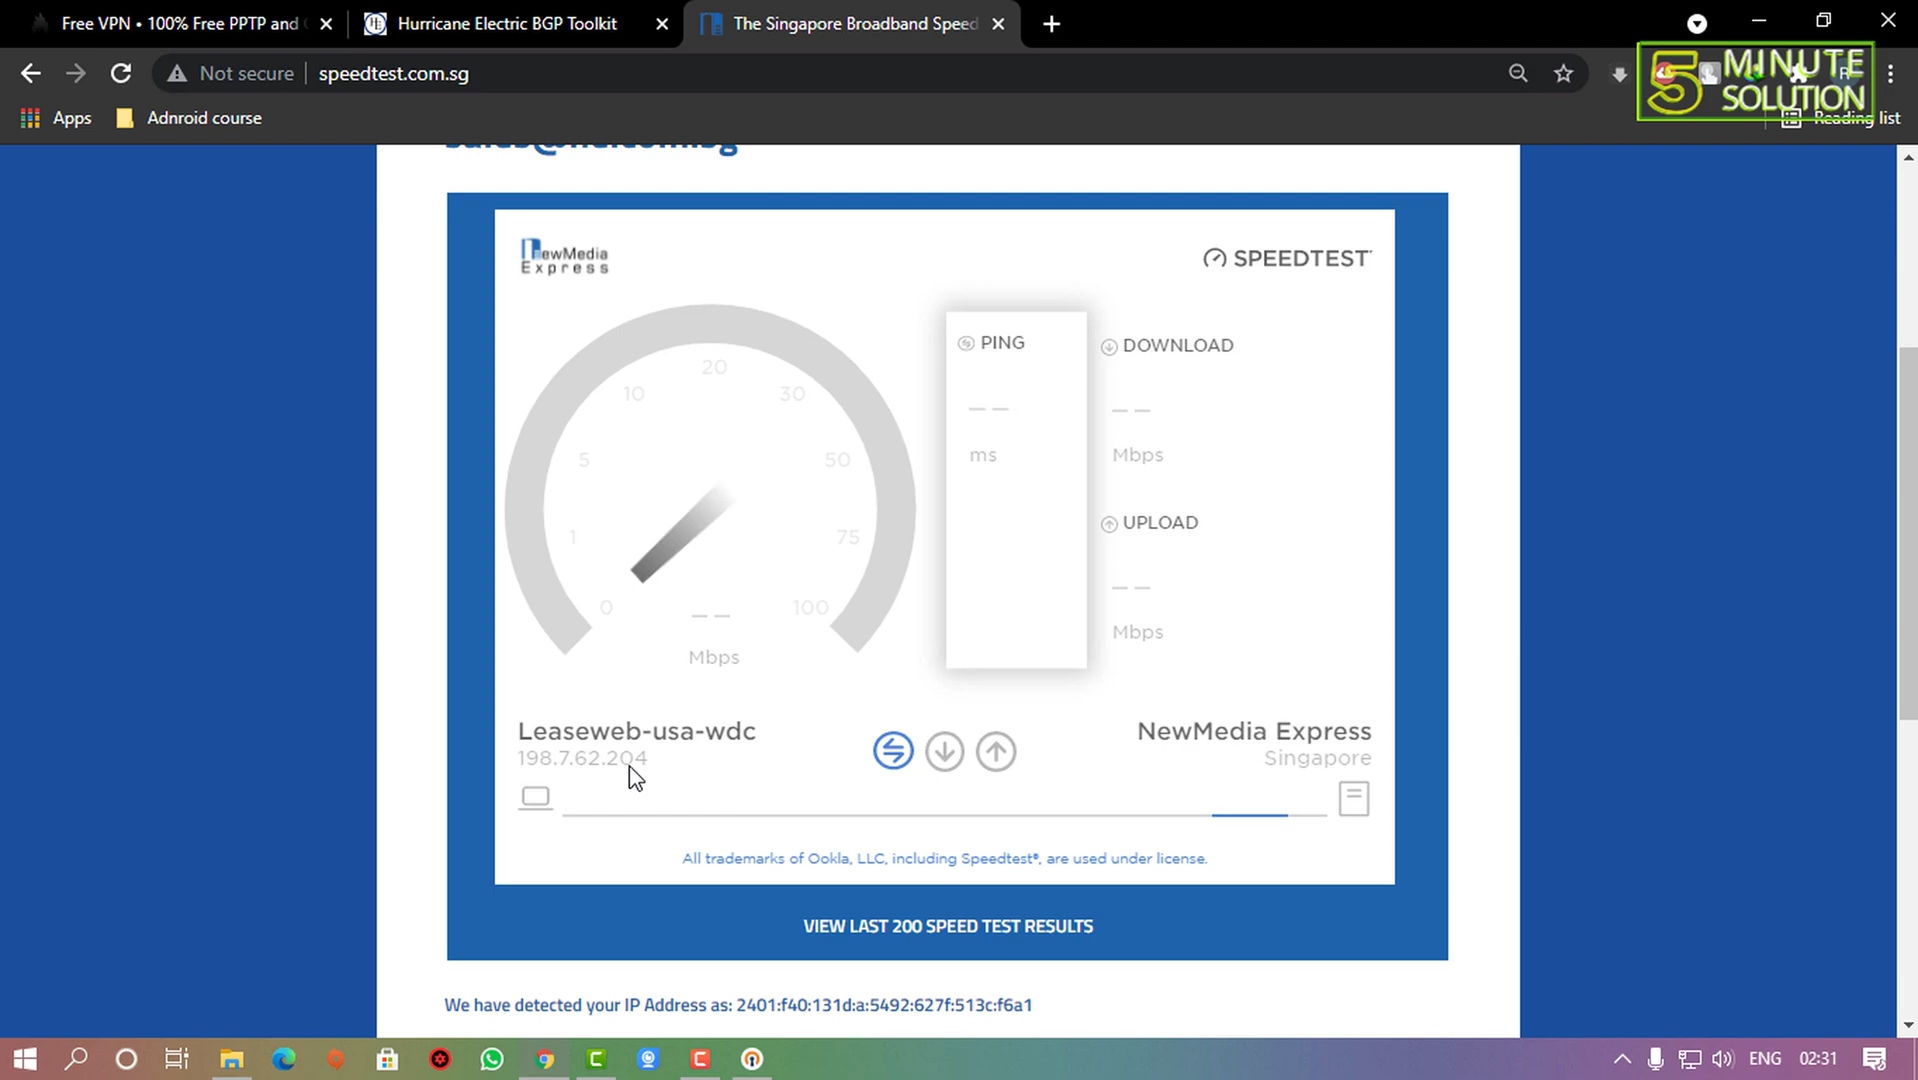 Free VPN • 100% Free PPTP and
Hurricane Electric BGP Toolkit
The Singapore Broadband Speed
Not secure
speedtest.com.sg
5 MINUTE
SOLUTION
Apps
Adnroid course
Reading list
NewMedia
Express
SPEEDTEST
PING
ms
DOWNLOAD
Mbps
UPLOAD
Mbps
0
1
5
10
20
30
50
75
100
Mbps
Leaseweb-usa-wdc
198.7.62.204
NewMedia Express
Singapore
All trademarks of Ookla, LLC, including Speedtest®, are used under license.
VIEW LAST 200 SPEED TEST RESULTS
We have detected your IP Address as: 2401:f40:131d:a:5492:627f:513c:f6a1
ENG
02:31